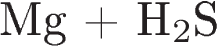 Mg + H₂S